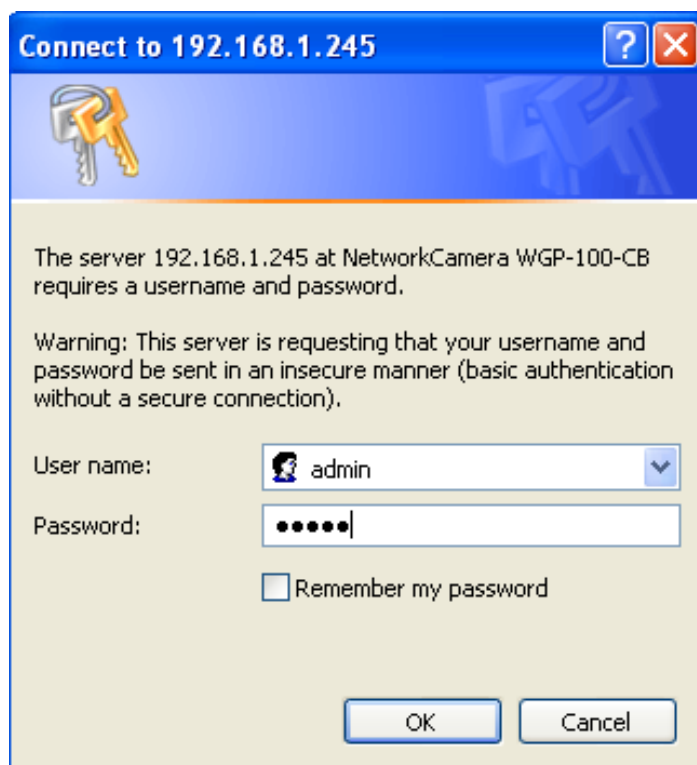 Connect to 192.168.1.245
The server 192.168.1.245 at NetworkCamera WGP-100-CB
requires a username and password.
Warning: This server is requesting that your username and
password be sent in an insecure manner (basic authentication
without a secure connection).
User name:
admin
Password:
•••••
Remember my password
OK
Cancel